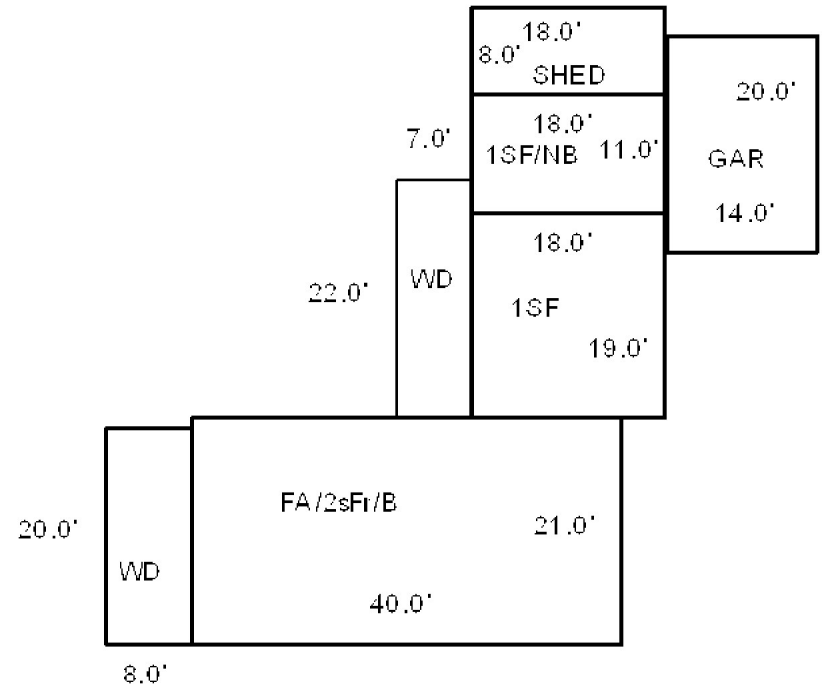 18.0'
8.0'
SHED
20.0'
18.0'
7.0'
1SF/NB 11.0'
GAR
14.0'
18.0'
WD
22.0'
1SF
19.0'
FA/2sFr/B
21.0'
20.0'
WD
40.0'
8.0'